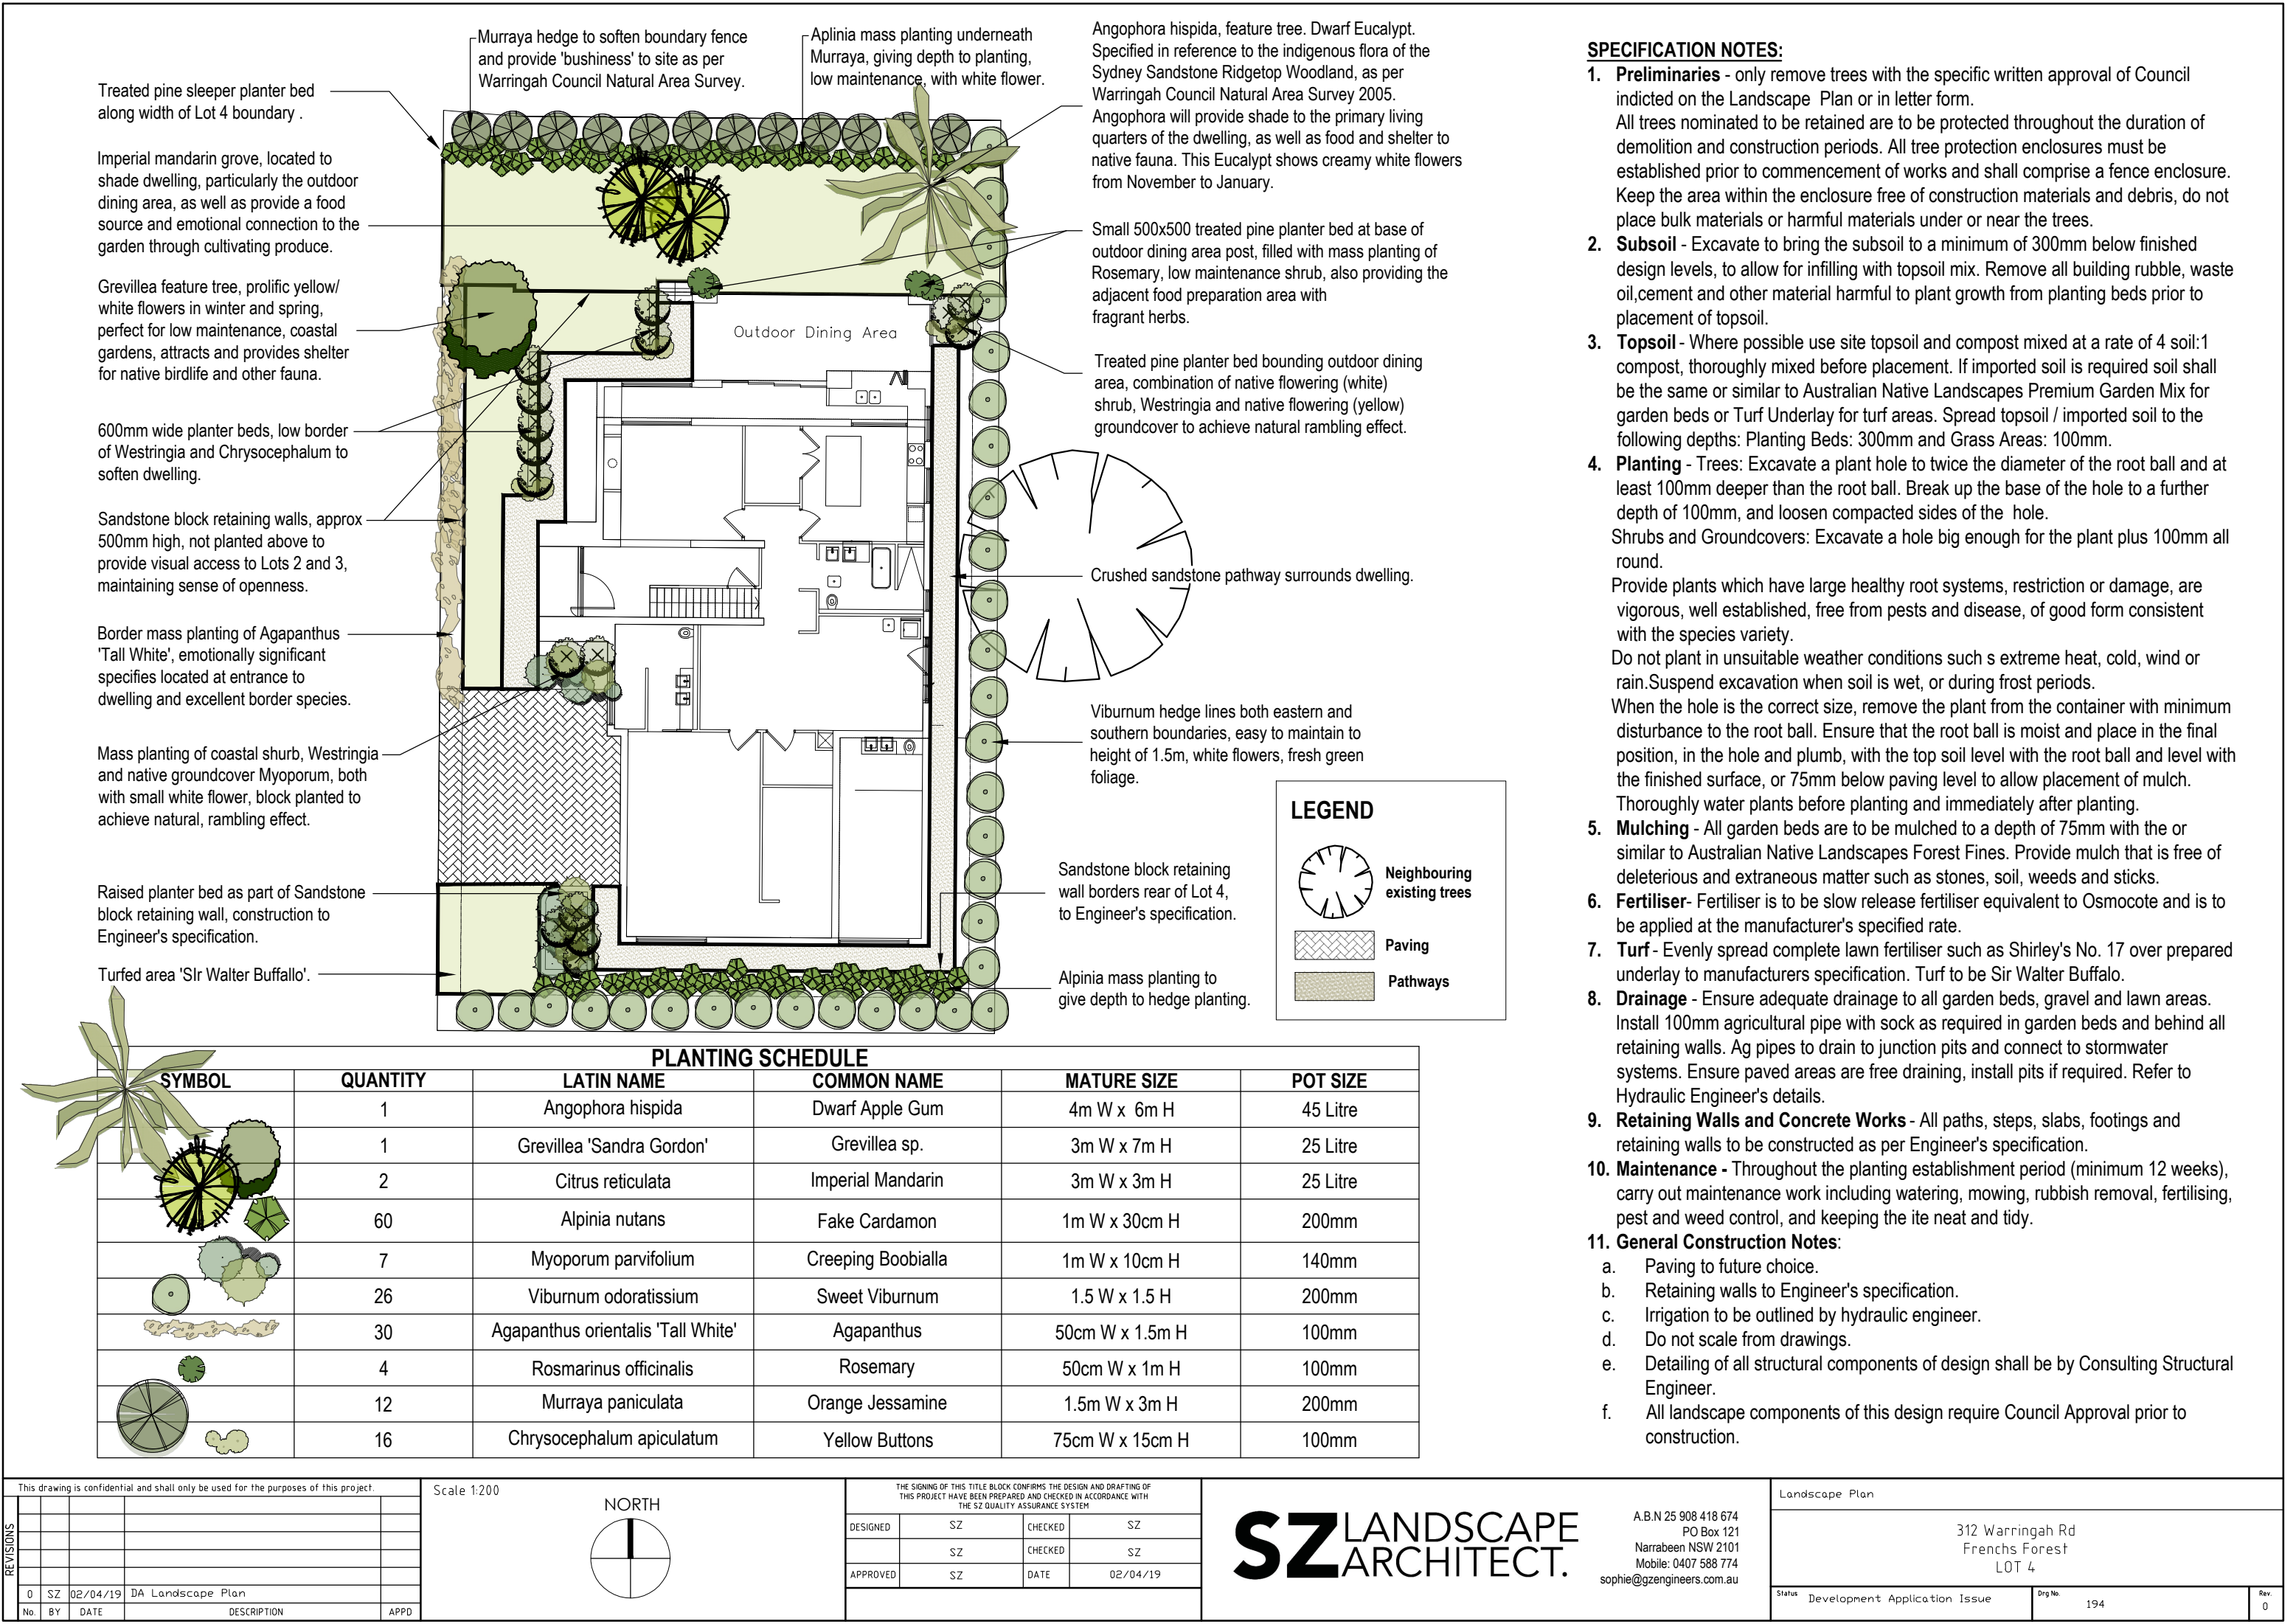 Murraya hedge to soften boundary fence
and provide 'bushiness' to site as per
Warringah Council Natural Area Survey.
Aplinia mass planting underneath
Murraya, giving depth to planting,
low maintenance, with white flower.
Angophora hispida, feature tree. Dwarf Eucalypt.
Specified in reference to the indigenous flora of the
Sydney Sandstone Ridgetop Woodland, as per
Warringah Council Natural Area Survey 2005.
Angophora will provide shade to the primary living
quarters of the dwelling, as well as food and shelter to
native fauna. This Eucalypt shows creamy white flowers
from November to January.
Treated pine sleeper planter bed
along width of Lot 4 boundary .
Imperial mandarin grove, located to
shade dwelling, particularly the outdoor
dining area, as well as provide a food
source and emotional connection to the
garden through cultivating produce.
Grevillea feature tree, prolific yellow/
white flowers in winter and spring,
perfect for low maintenance, coastal
gardens, attracts and provides shelter
for native birdlife and other fauna.
600mm wide planter beds, low border
of Westringia and Chrysocephalum to
soften dwelling.
Sandstone block retaining walls, approx
500mm high, not planted above to
provide visual access to Lots 2 and 3,
maintaining sense of openness.
Border mass planting of Agapanthus
'Tall White', emotionally significant
specifies located at entrance to
dwelling and excellent border species.
Mass planting of coastal shurb, Westringia
and native groundcover Myoporum, both
with small white flower, block planted to
achieve natural, rambling effect.
Raised planter bed as part of Sandstone
block retaining wall, construction to
Engineer's specification.
Turfed area 'SIr Walter Buffallo'.
Outdoor Dining Area
Small 500x500 treated pine planter bed at base of
outdoor dining area post, filled with mass planting of
Rosemary, low maintenance shrub, also providing the
adjacent food preparation area with
fragrant herbs.
Treated pine planter bed bounding outdoor dining
area, combination of native flowering (white)
shrub, Westringia and native flowering (yellow)
groundcover to achieve natural rambling effect.
Crushed sandstone pathway surrounds dwelling.
Viburnum hedge lines both eastern and
southern boundaries, easy to maintain to
height of 1.5m, white flowers, fresh green
foliage.
Sandstone block retaining
wall borders rear of Lot 4,
to Engineer's specification.
Alpinia mass planting to
give depth to hedge planting.
LEGEND
Neighbouring
existing trees
Paving
Pathways
SPECIFICATION NOTES:
1. Preliminaries - only remove trees with the specific written approval of Council
indicted on the Landscape Plan or in letter form.
All trees nominated to be retained are to be protected throughout the duration of
demolition and construction periods. All tree protection enclosures must be
established prior to commencement of works and shall comprise a fence enclosure.
Keep the area within the enclosure free of construction materials and debris, do not
place bulk materials or harmful materials under or near the trees.
2. Subsoil - Excavate to bring the subsoil to a minimum of 300mm below finished
design levels, to allow for infilling with topsoil mix. Remove all building rubble, waste
oil,cement and other material harmful to plant growth from planting beds prior to
placement of topsoil.
3. Topsoil - Where possible use site topsoil and compost mixed at a rate of 4 soil:1
compost, thoroughly mixed before placement. If imported soil is required soil shall
be the same or similar to Australian Native Landscapes Premium Garden Mix for
garden beds or Turf Underlay for turf areas. Spread topsoil / imported soil to the
following depths: Planting Beds: 300mm and Grass Areas: 100mm.
4. Planting - Trees: Excavate a plant hole to twice the diameter of the root ball and at
least 100mm deeper than the root ball. Break up the base of the hole to a further
depth of 100mm, and loosen compacted sides of the hole.
Shrubs and Groundcovers: Excavate a hole big enough for the plant plus 100mm all
round.
Provide plants which have large healthy root systems, restriction or damage, are
vigorous, well established, free from pests and disease, of good form consistent
with the species variety.
Do not plant in unsuitable weather conditions such s extreme heat, cold, wind or
rain.Suspend excavation when soil is wet, or during frost periods.
When the hole is the correct size, remove the plant from the container with minimum
disturbance to the root ball. Ensure that the root ball is moist and place in the final
position, in the hole and plumb, with the top soil level with the root ball and level with
the finished surface, or 75mm below paving level to allow placement of mulch.
Thoroughly water plants before planting and immediately after planting.
5. Mulching - All garden beds are to be mulched to a depth of 75mm with the or
similar to Australian Native Landscapes Forest Fines. Provide mulch that is free of
deleterious and extraneous matter such as stones, soil, weeds and sticks.
6. Fertiliser- Fertiliser is to be slow release fertiliser equivalent to Osmocote and is to
be applied at the manufacturer's specified rate.
7. Turf - Evenly spread complete lawn fertiliser such as Shirley's No. 17 over prepared
underlay to manufacturers specification. Turf to be Sir Walter Buffalo.
8. Drainage - Ensure adequate drainage to all garden beds, gravel and lawn areas.
Install 100mm agricultural pipe with sock as required in garden beds and behind all
retaining walls. Ag pipes to drain to junction pits and connect to stormwater
systems. Ensure paved areas are free draining, install pits if required. Refer to
Hydraulic Engineer's details.
9. Retaining Walls and Concrete Works - All paths, steps, slabs, footings and
retaining walls to be constructed as per Engineer's specification.
10. Maintenance - Throughout the planting establishment period (minimum 12 weeks),
carry out maintenance work including watering, mowing, rubbish removal, fertilising,
pest and weed control, and keeping the ite neat and tidy.
11. General Construction Notes:
a. Paving to future choice.
b. Retaining walls to Engineer's specification.
c. Irrigation to be outlined by hydraulic engineer.
d. Do not scale from drawings.
e. Detailing of all structural components of design shall be by Consulting Structural
Engineer.
f. All landscape components of this design require Council Approval prior to
construction.
PLANTING SCHEDULE
SYMBOL QUANTITY LATIN NAME COMMON NAME MATURE SIZE POT SIZE
1 Angophora hispida Dwarf Apple Gum 4m W x 6m H 45 Litre
1 Grevillea 'Sandra Gordon' Grevillea sp. 3m W x 7m H 25 Litre
2 Citrus reticulata Imperial Mandarin 3m W x 3m H 25 Litre
60 Alpinia nutans Fake Cardamon 1m W x 30cm H 200mm
7 Myoporum parvifolium Creeping Boobialla 1m W x 10cm H 140mm
26 Viburnum odoratissium Sweet Viburnum 1.5 W x 1.5 H 200mm
30 Agapanthus orientalis 'Tall White' Agapanthus 50cm W x 1.5m H 100mm
4 Rosmarinus officinalis Rosemary 50cm W x 1m H 100mm
12 Murraya paniculata Orange Jessamine 1.5m W x 3m H 200mm
16 Chrysocephalum apiculatum Yellow Buttons 75cm W x 15cm H 100mm
This drawing is confidential and shall only be used for the purposes of this project.
REVISIONS
0 SZ 02/04/19 DA Landscape Plan
No. BY DATE DESCRIPTION APPD
Scale 1:200
NORTH
THE SIGNING OF THIS TITLE BLOCK CONFIRMS THE DESIGN AND DRAFTING OF
THIS PROJECT HAVE BEEN PREPARED AND CHECKED IN ACCORDANCE WITH
THE SZ QUALITY ASSURANCE SYSTEM
DESIGNED SZ CHECKED SZ
SZ CHECKED SZ
APPROVED SZ DATE 02/04/19
SZ LANDSCAPE
ARCHITECT.
A.B.N 25 908 418 674
PO Box 121
Narrabeen NSW 2101
Mobile: 0407 588 774
sophie@gzengineers.com.au
Landscape Plan
312 Warringah Rd
Frenchs Forest
LOT 4
Status Development Application Issue
Drg No. 194
Rev. 0